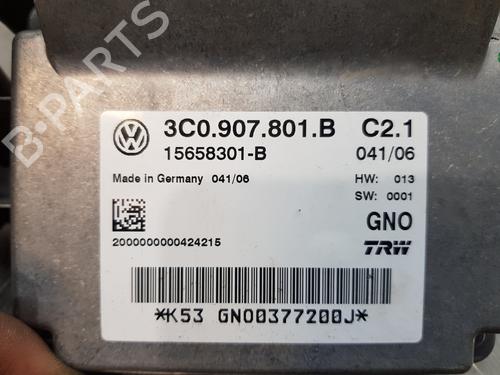 3C0.907.801.B C2.1
15658301-B 041/06
Made in Germany 041/06 HW: 013
SW: 0001
GNO
2000000000424215 TRW
*K53 GNO0377200J*
B-PARTS